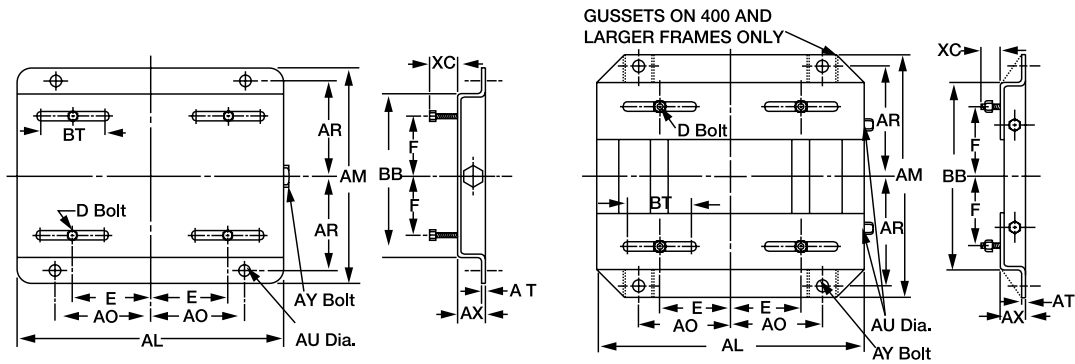 GUSSETS ON 400 AND
LARGER FRAMES ONLY
XC
BT
D Bolt
AR
AM
AR
E
E
AO
AO
AL
AY Bolt
AU Dia.
BB
F
F
A T
AX
XC
D Bolt
BT
AR
AM
AR
E
E
AO
AO
AL
AU Dia.
AY Bolt
BB
F
F
AT
AX